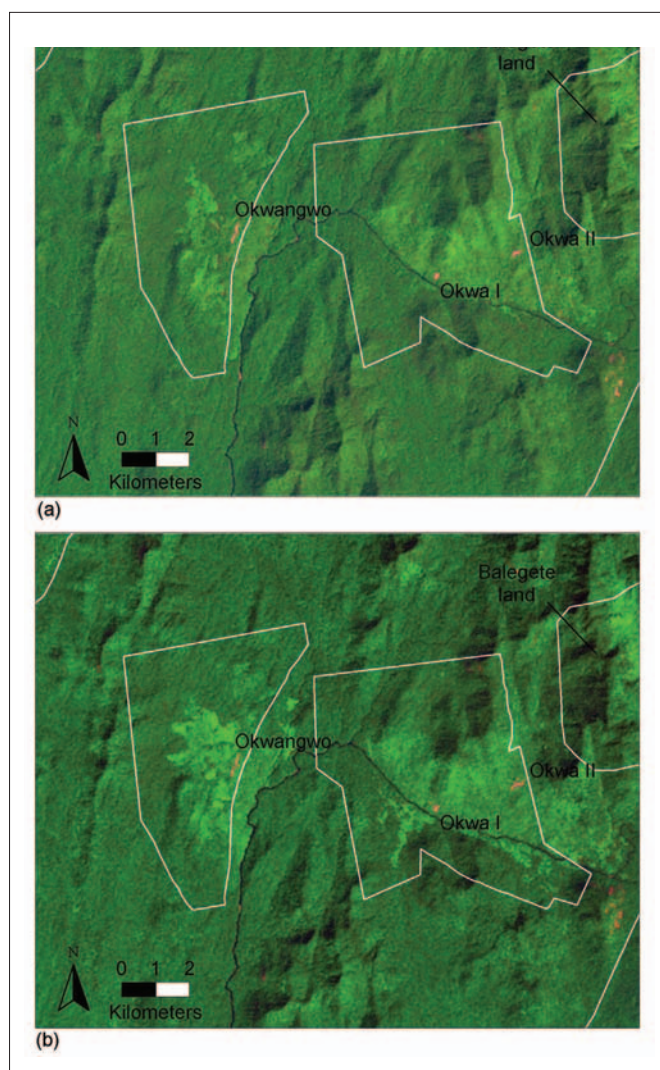 land
Okwangwo
Okwa II
Okwa I
N
0 1 2
Kilometers
(a)
Balegete
land
Okwangwo
Okwa II
Okwa I
N
0 1 2
Kilometers
(b)